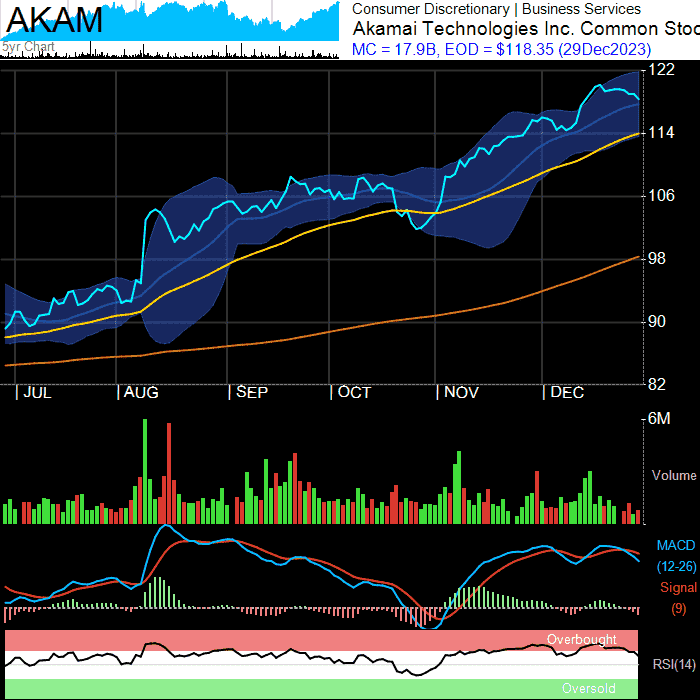 AKAM
5yr Chart
Consumer Discretionary | Business Services
Akamai Technologies Inc. Common Stoc
MC = 17.9B, EOD = $118.35 (29Dec2023)
122
114
106
98
90
82
| JUL | AUG | SEP | OCT | NOV | DEC
6M
Volume
MACD
(12-26)
Signal
(9)
Overbought
RSI(14)
Oversold